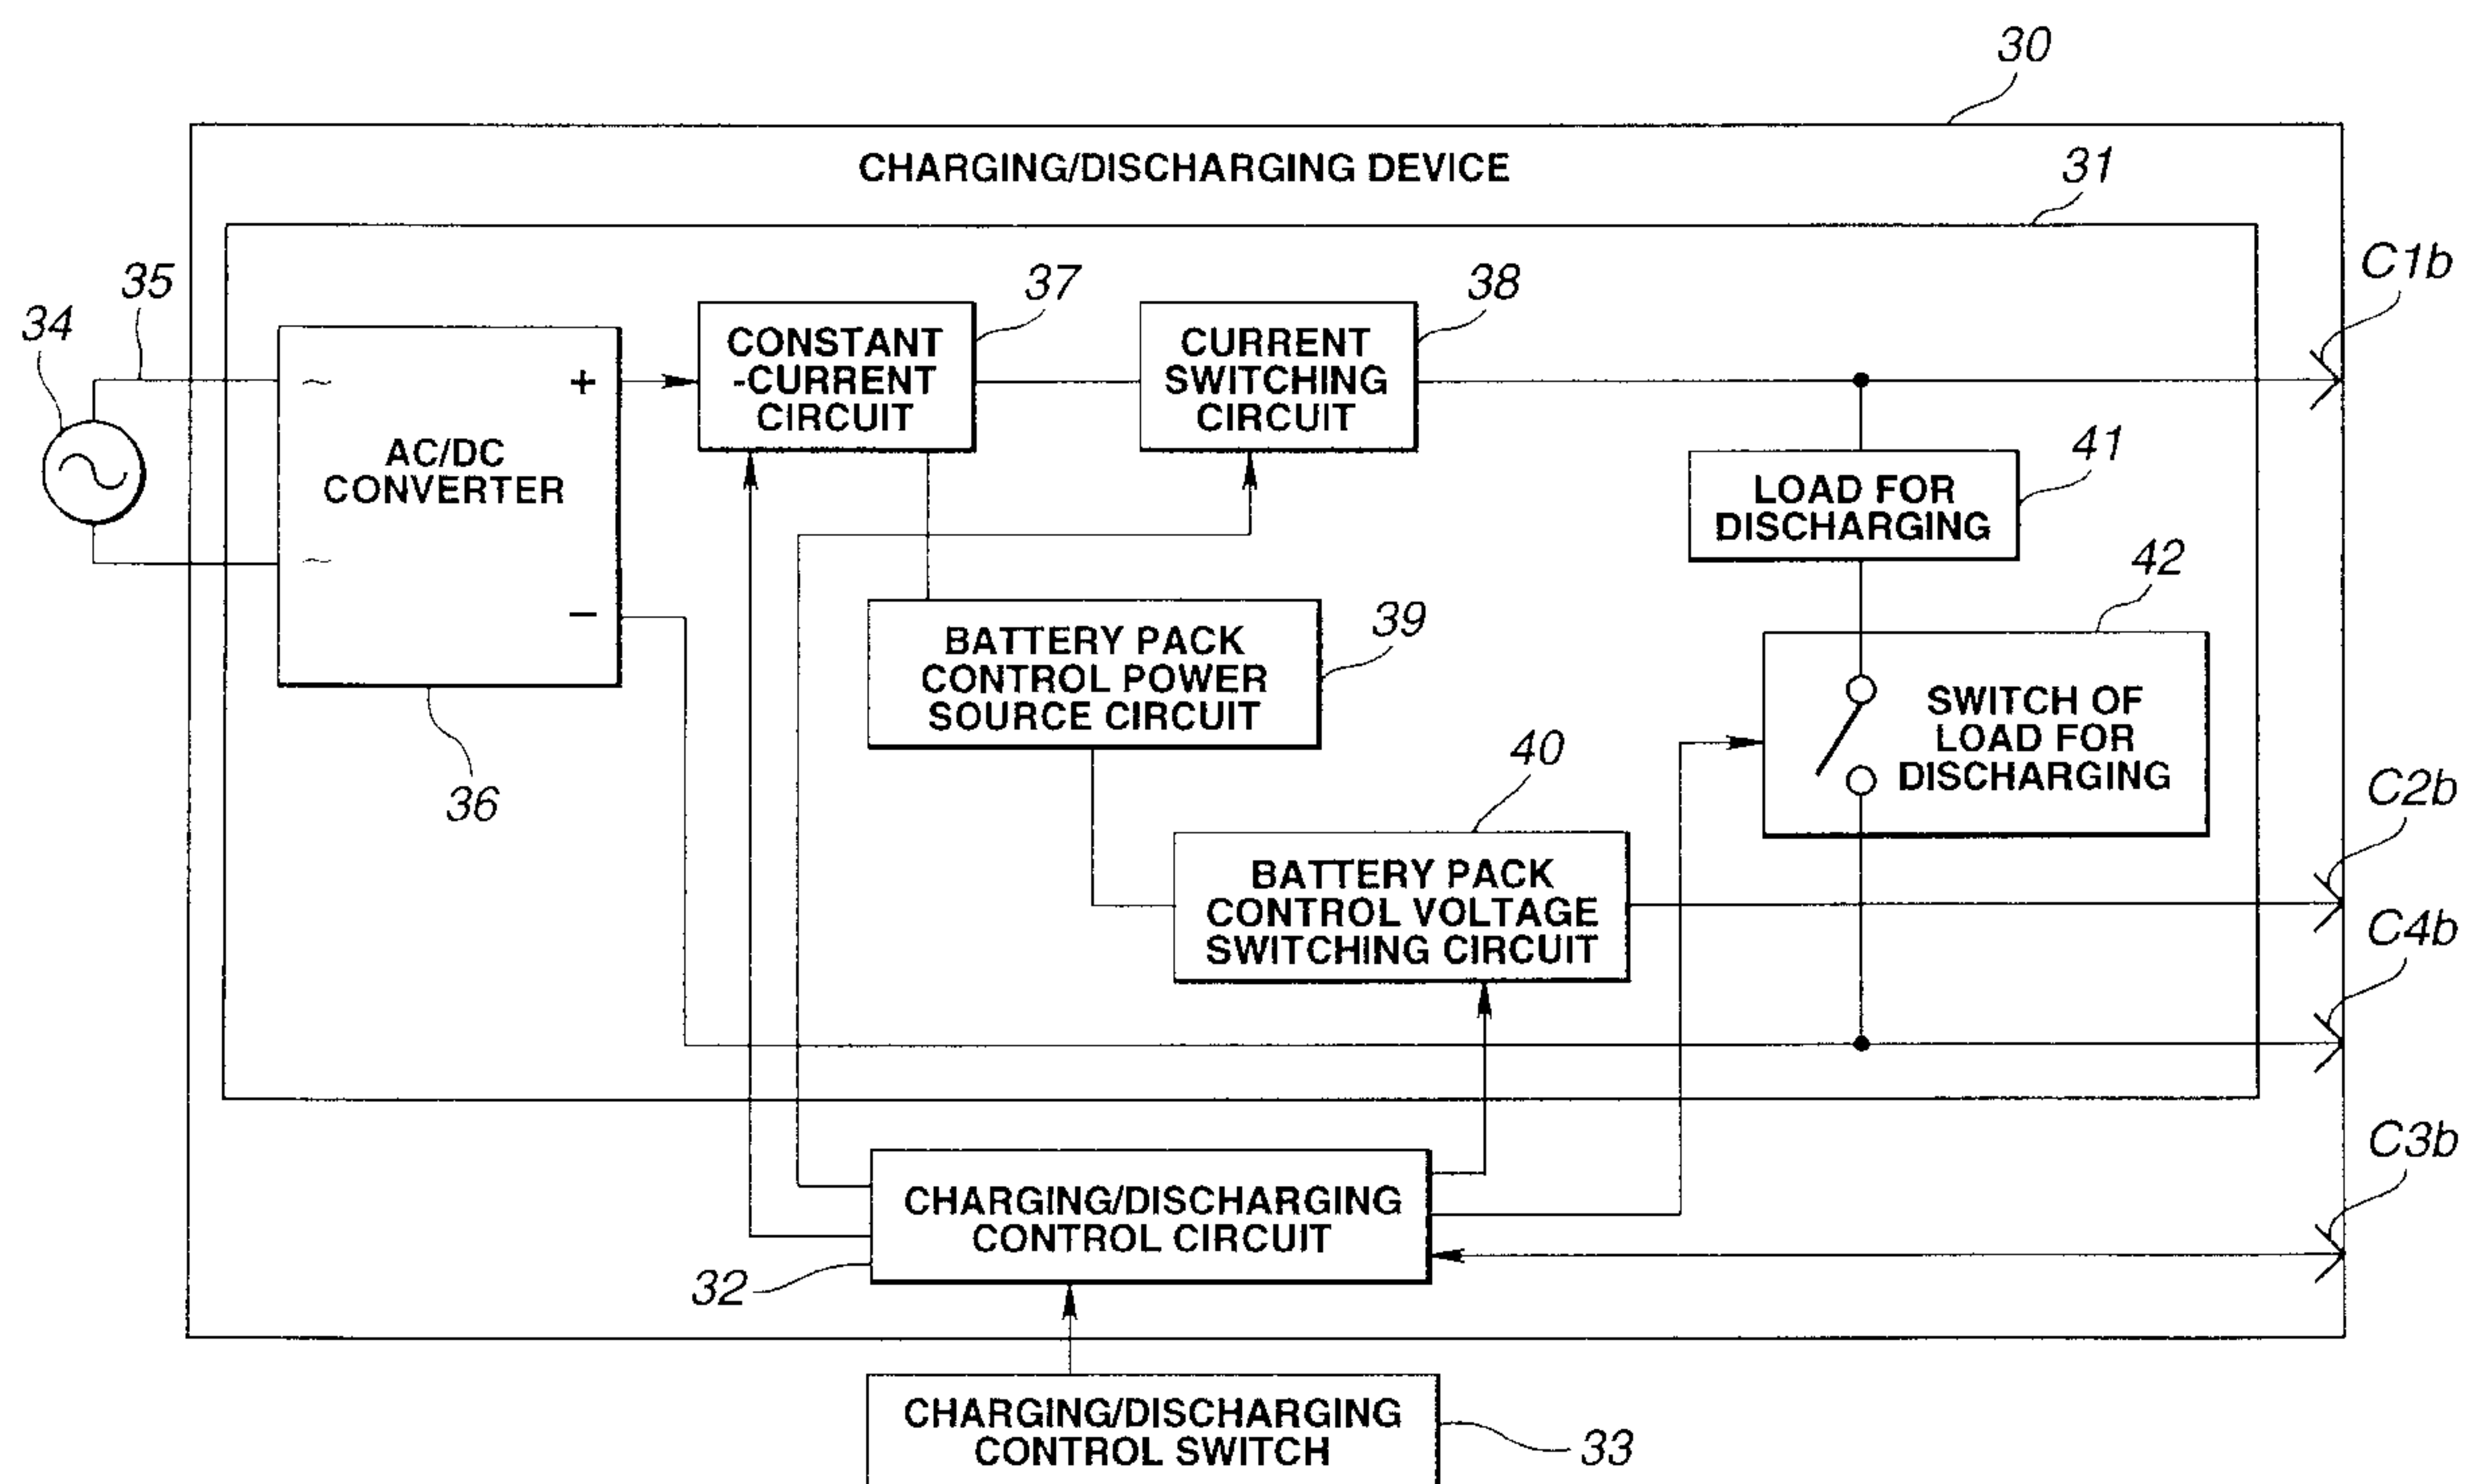 30
CHARGING/DISCHARGING DEVICE
31
C1b
35
34
37
38
CONSTANT
-CURRENT
CIRCUIT
CURRENT
SWITCHING
CIRCUIT
~
+
AC/DC
CONVERTER
41
LOAD FOR
DISCHARGING
~
−
42
39
BATTERY PACK
CONTROL POWER
SOURCE CIRCUIT
SWITCH OF
LOAD FOR
DISCHARGING
36
40
C2b
BATTERY PACK
CONTROL VOLTAGE
SWITCHING CIRCUIT
C4b
C3b
CHARGING/DISCHARGING
CONTROL CIRCUIT
32
CHARGING/DISCHARGING
CONTROL SWITCH
33